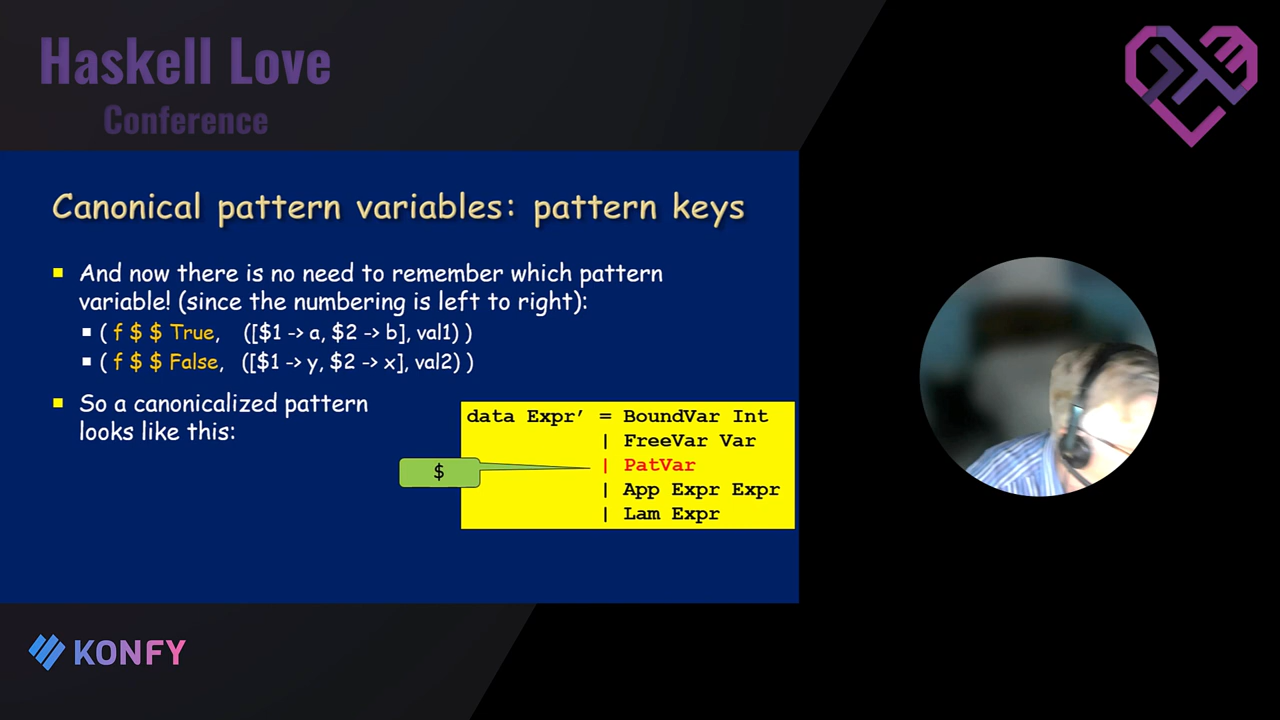 Haskell Love
Conference
Canonical pattern variables: pattern keys
And now there is no need to remember which pattern
variable! (since the numbering is left to right):
( f $ $ True, ([$1 -> a, $2 -> b], val1) )
( f $ $ False, ([$1 -> y, $2 -> x], val2) )
So a canonicalized pattern
looks like this:
data Expr’ = BoundVar Int
| FreeVar Var
$
| PatVar
| App Expr Expr
| Lam Expr
KONFY